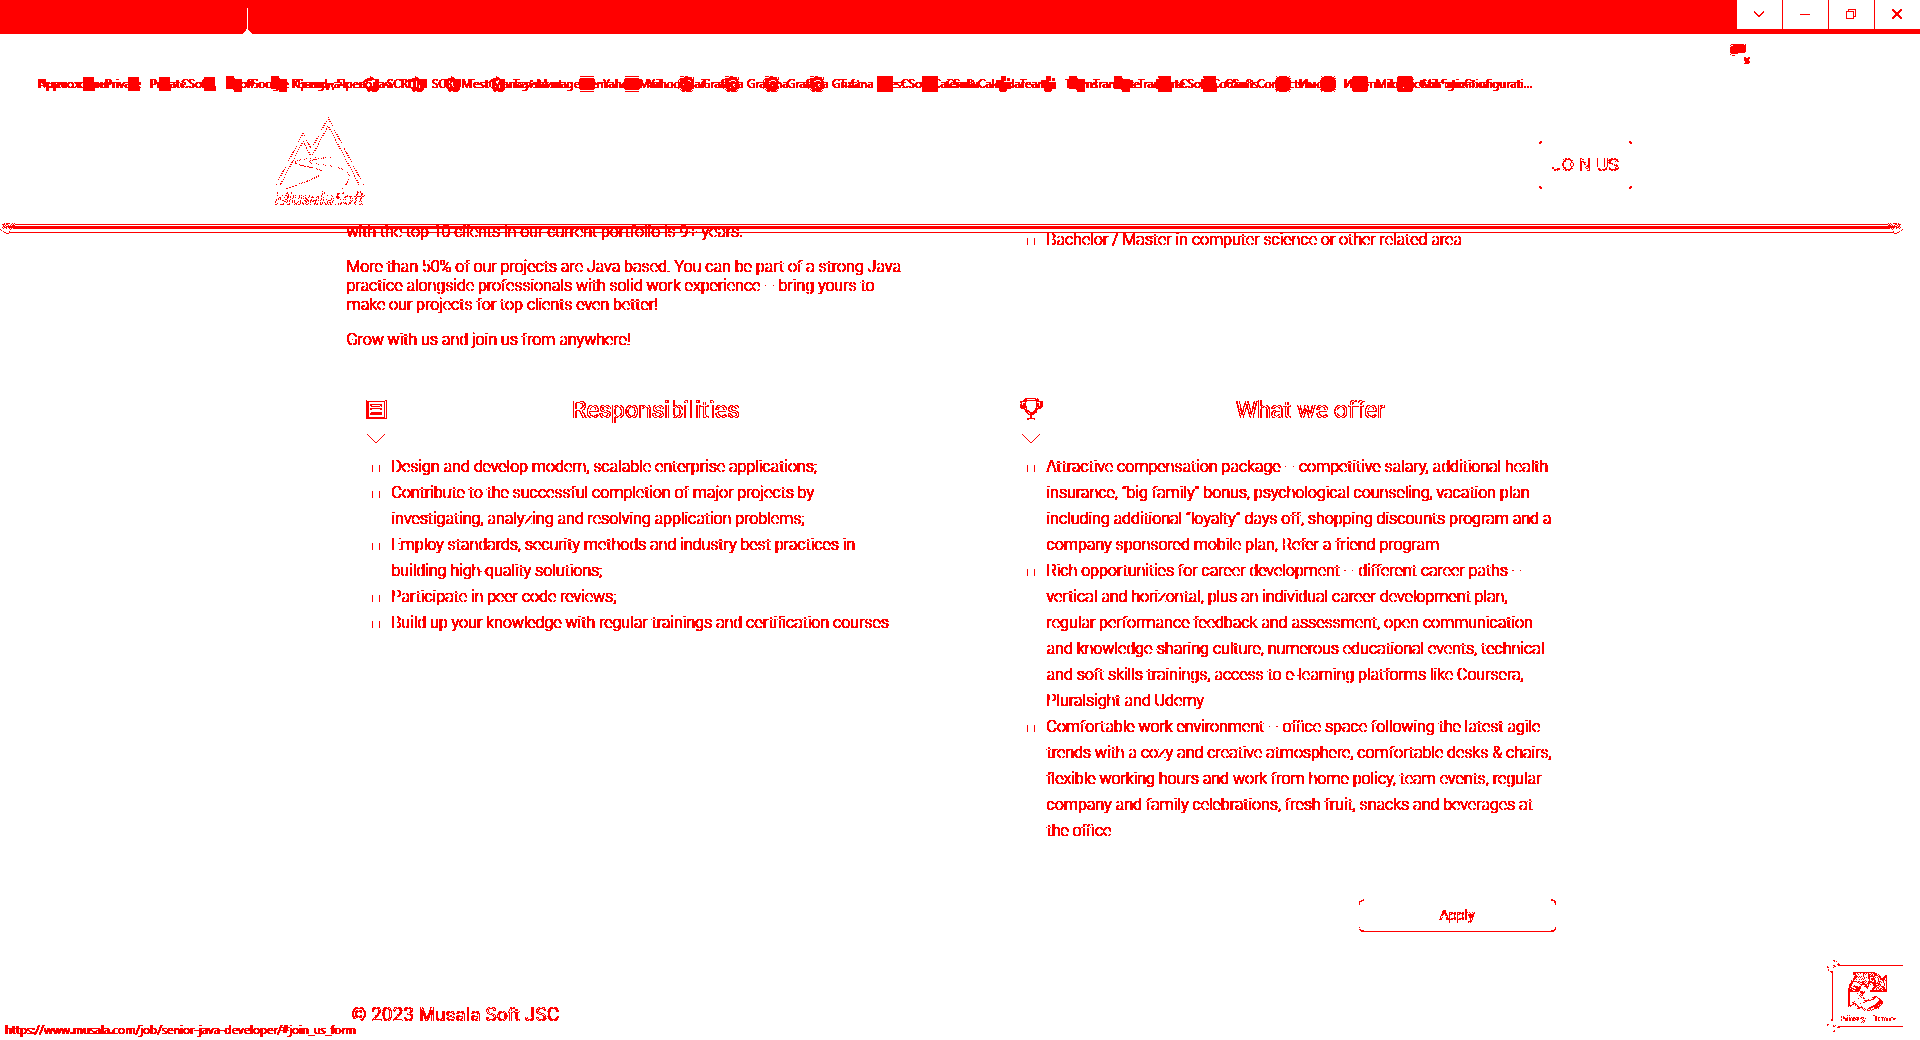 Musala Soft
JOIN US
with the top 10 clients in our current portfolio is 9+ years.
Bachelor / Master in computer science or other related area
More than 50% of our projects are Java based. You can be part of a strong Java
practice alongside professionals with solid work experience - bring yours to
make our projects for top clients even better!
Grow with us and join us from anywhere!
Responsibilities
Design and develop modern, scalable enterprise applications;
Contribute to the successful completion of major projects by
investigating, analyzing and resolving application problems;
Employ standards, security methods and industry best practices in
building high-quality solutions;
Participate in peer code reviews;
Build up your knowledge with regular trainings and certification courses
What we offer
Attractive compensation package - competitive salary, additional health
insurance, "big family" bonus, psychological counseling, vacation plan
including additional "loyalty" days off, shopping discounts program and a
company sponsored mobile plan, Refer a friend program
Rich opportunities for career development - different career paths -
vertical and horizontal, plus an individual career development plan,
regular performance feedback and assessment, open communication
and knowledge sharing culture, numerous educational events, technical
and soft skills trainings, access to e-learning platforms like Coursera,
Pluralsight and Udemy
Comfortable work environment - office space following the latest agile
trends with a cozy and creative atmosphere, comfortable desks & chairs,
flexible working hours and work from home policy, team events, regular
company and family celebrations, fresh fruit, snacks and beverages at
the office
Apply
© 2023 Musala Soft JSC
https://www.musala.com/job/senior-java-developer/#join_us_form